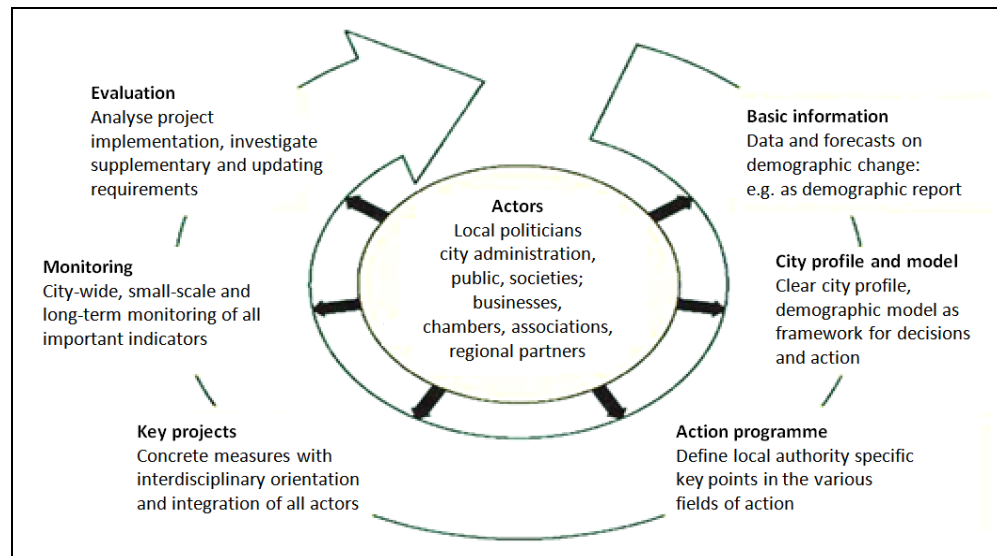 Evaluation
Analyse project
implementation, investigate
supplementary and updating
requirements
Basic information
Data and forecasts on
demographic change:
e.g. as demographic report
Actors
Local politicians
city administration,
public, societies;
businesses,
chambers, associations,
regional partners
Monitoring
City-wide, small-scale and
long-term monitoring of all
important indicators
City profile and model
Clear city profile,
demographic model as
framework for decisions
and action
Key projects
Concrete measures with
interdisciplinary orientation
and integration of all actors
Action programme
Define local authority specific
key points in the various
fields of action